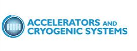 ACCELERATORS AND
CRYOGENIC SYSTEMS